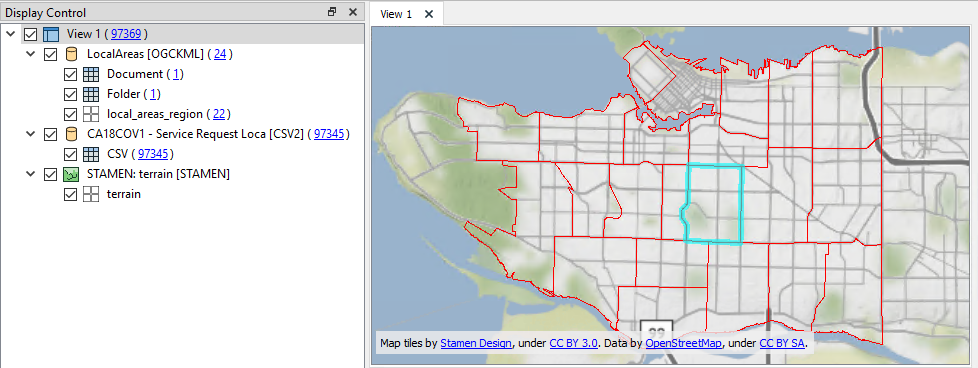 Display Control
View 1 ( 97369 )
LocalAreas [OGCKML] ( 24 )
Document ( 1 )
Folder ( 1 )
local_areas_region ( 22 )
CA18COV1 - Service Request Loca [CSV2] ( 97345 )
CSV ( 97345 )
STAMEN: terrain [STAMEN]
terrain
View 1
99
Map tiles by Stamen Design, under CC BY 3.0. Data by OpenStreetMap, under CC BY SA.